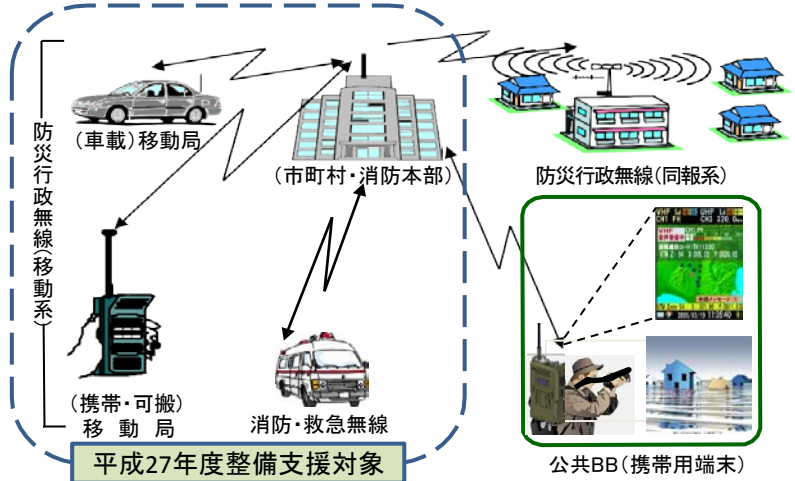 防災行政無線(移動系)
(車載)移動局
(市町村・消防本部)
防災行政無線(同報系)
(携帯・可搬)
移動局
消防・救急無線
平成27年度整備支援対象
公共BB(携帯用端末)